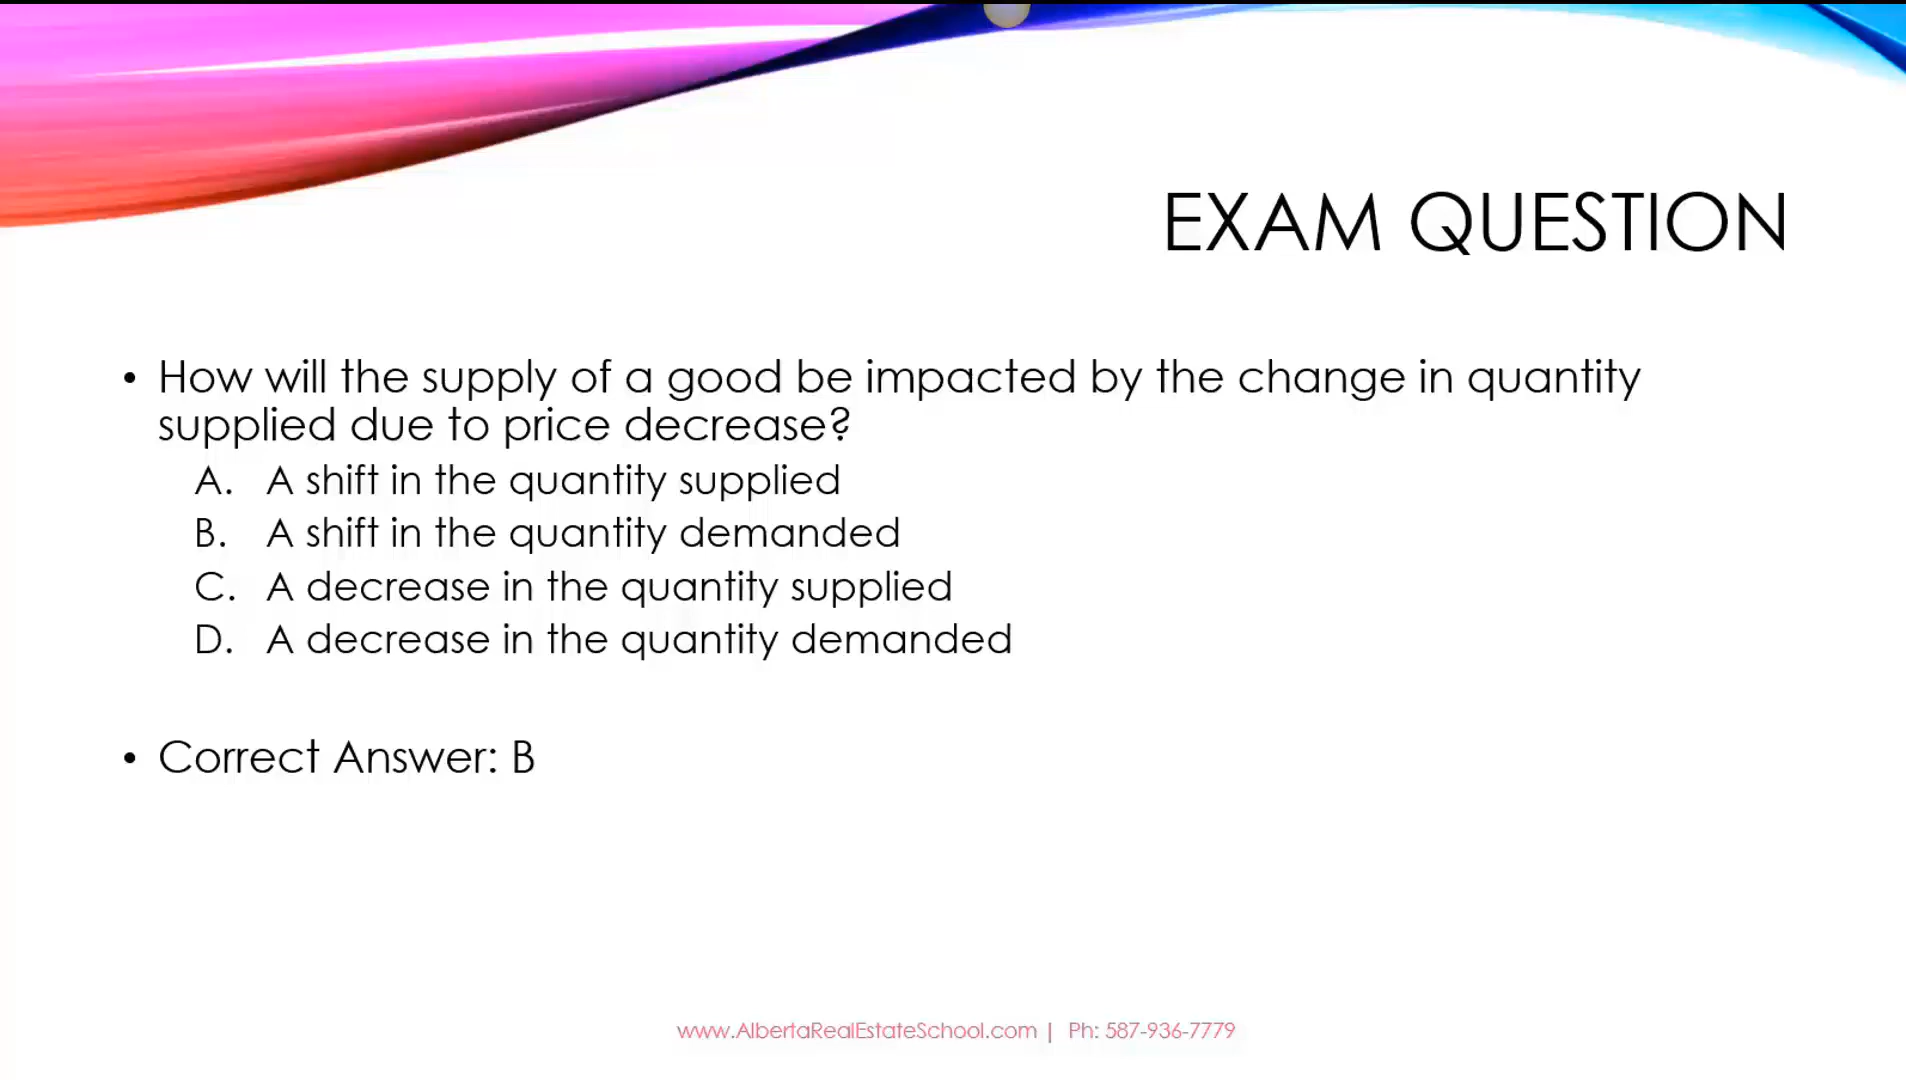 EXAM QUESTION
• How will the supply of a good be impacted by the change in quantity
supplied due to price decrease?
A. A shift in the quantity supplied
B. A shift in the quantity demanded
C. A decrease in the quantity supplied
D. A decrease in the quantity demanded
• Correct Answer: B
www.AlbertaRealEstateSchool.com | Ph: 587-936-7779